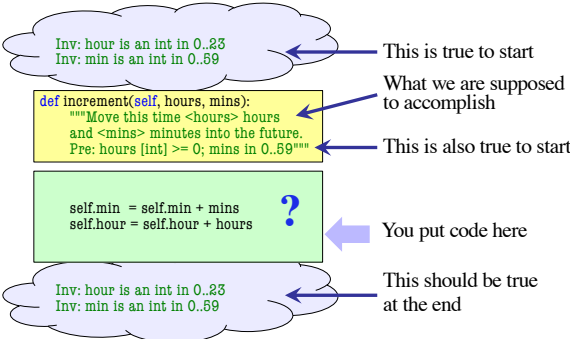 Inv: hour is an int in 0..23
Inv: min is an int in 0..59
This is true to start
def increment(self, hours, mins):
"""Move this time <hours> hours
and <mins> minutes into the future.
Pre: hours [int] >= 0; mins in 0..59"""
What we are supposed
to accomplish
This is also true to start
self.min = self.min + mins
self.hour = self.hour + hours
?
You put code here
Inv: hour is an int in 0..23
Inv: min is an int in 0..59
This should be true
at the end